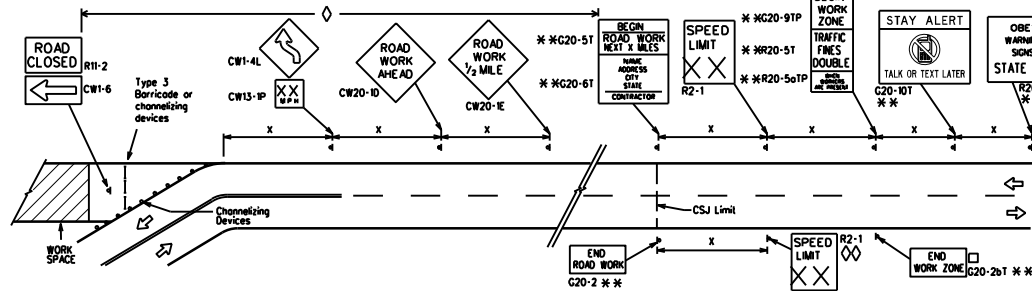 ROAD
CLOSED
R11-2
CW1-6
Type 3
Barricade or
channelizing
devices
CW1-4L
XX
MPH
CW13-1P
ROAD
WORK
AHEAD
CW20-1D
ROAD
WORK
1/2 MILE
CW20-1E
* *G20-5T
* *G20-6T
BEGIN
ROAD WORK
NEXT X MILES
NAME
ADDRESS
CITY
STATE
CONTRACTOR
SPEED
LIMIT
X X
R2-1
* *G20-9TP
* *R20-5T
* *R20-5aTP
WORK
ZONE
TRAFFIC
FINES
DOUBLE
WHEN
WORKERS
ARE PRESENT
STAY ALERT
TALK OR TEXT LATER
G20-10T
* *
OBE
WARNI
SIGNS
STATE
R20
*
X
X
X
X
X
X
WORK
SPACE
Channelizing
Devices
CSJ Limit
END
ROAD WORK
G20-2 * *
X
SPEED
LIMIT
X X
R2-1
END
WORK ZONE
G20-2bT * *